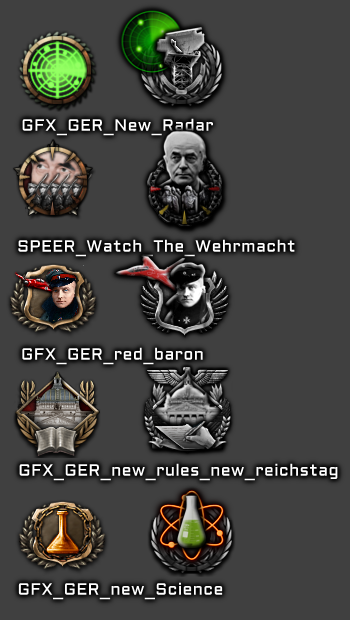 GFX_GER_New_Radar
SPEER_Watch_The_Wehrmacht
GFX_GER_red_baron
GFX_GER_new_rules_new_reichstag
GFX_GER_new_Science